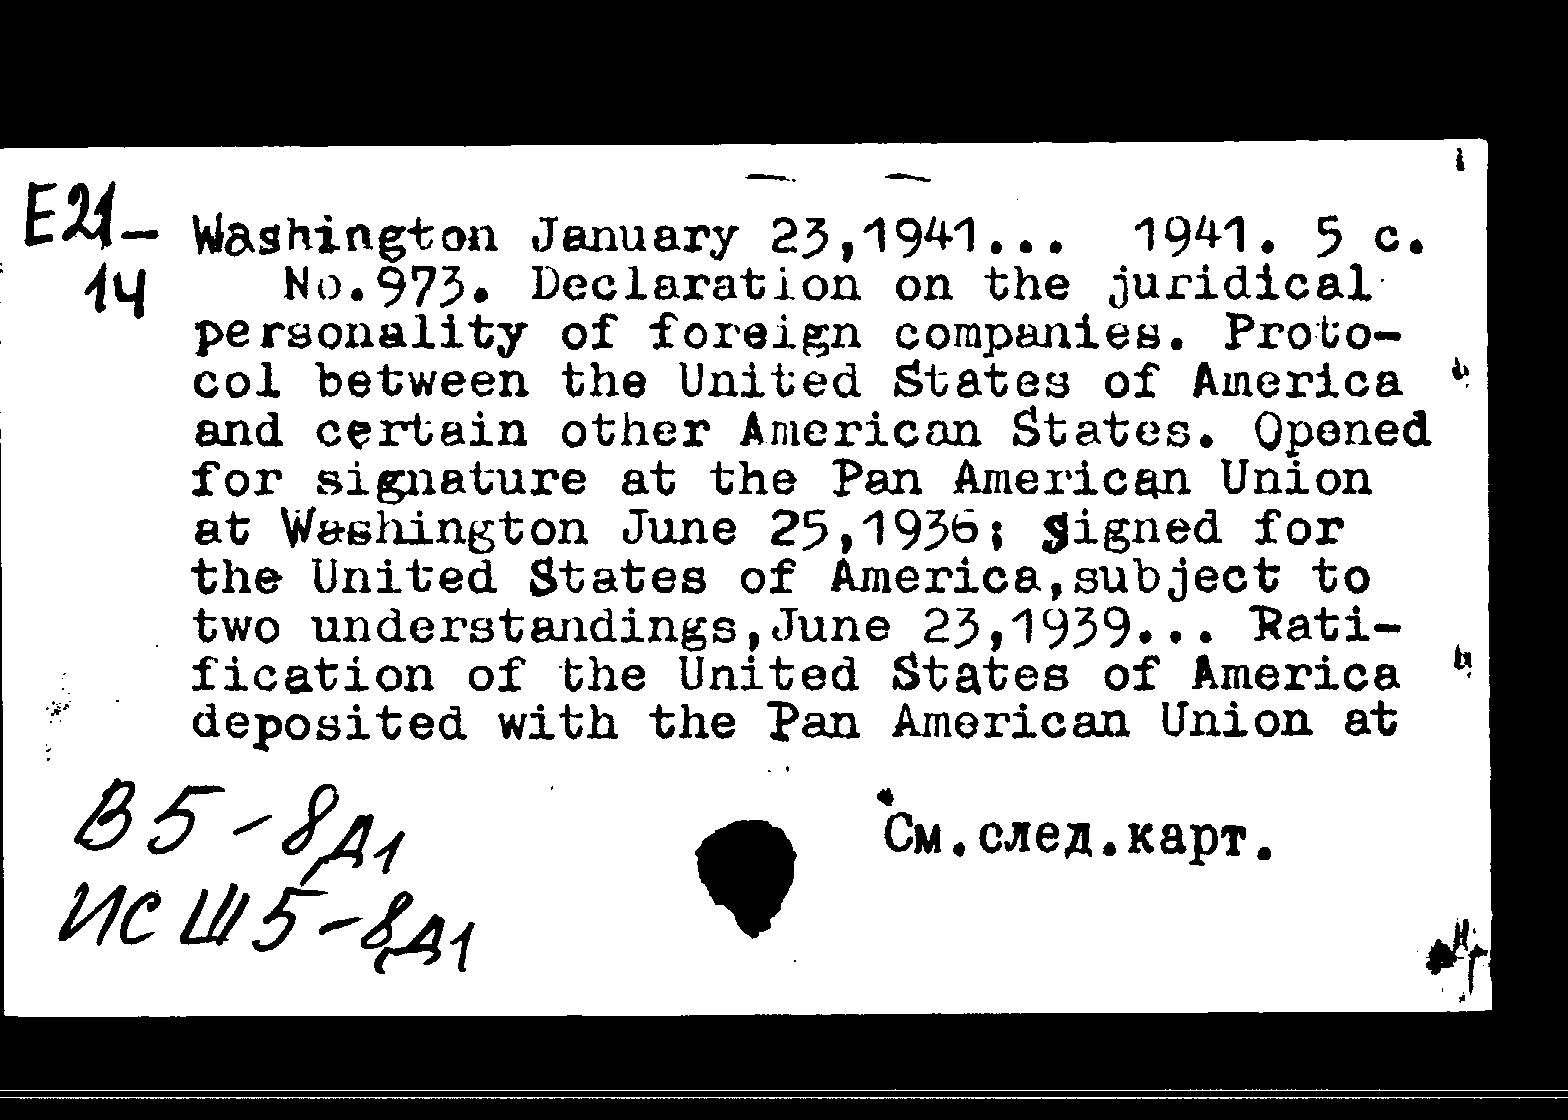 E21-
14
Washington January 23,1941... 1941. 5 c.
No.973. Declaration on the juridical
personality of foreign companies. Proto-
col between the United States of America
and certain other American States. Opened
for signature at the Pan American Union
at Washington June 25,1936; signed for
the United States of America,subject to
two understandings,June 23,1939... Rati-
fication of the United States of America
deposited with the Pan American Union at
В5-8д1
См.след.карт.
ИС Ш5-8д1